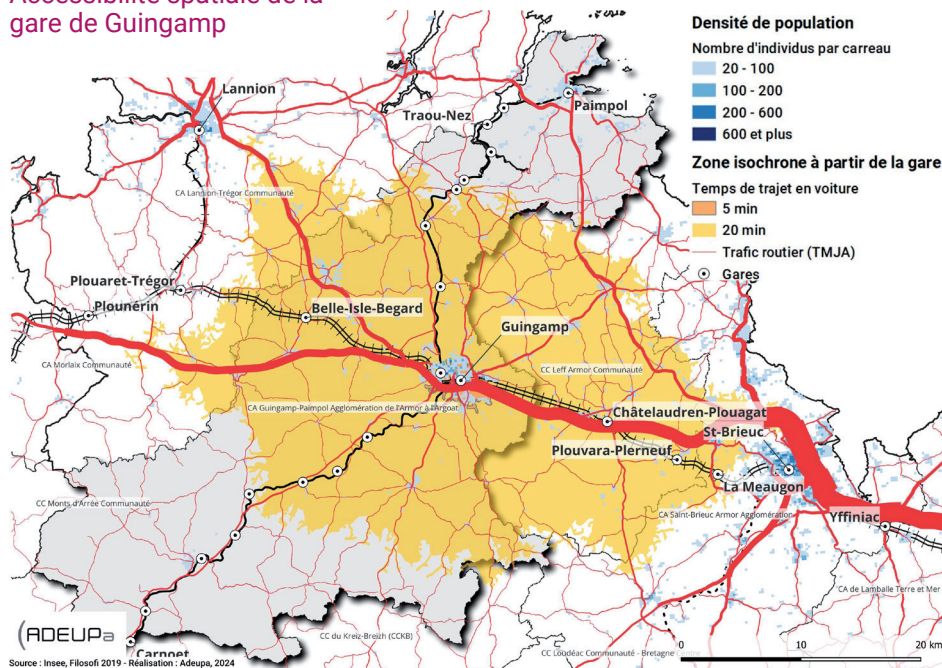 Accessibilité spatiale de la
gare de Guingamp
Densité de population
Nombre d'individus par carreau
20 - 100
100 - 200
200 - 600
600 et plus
Zone isochrone à partir de la gare
Temps de trajet en voiture
5 min
20 min
Trafic routier (TMJA)
Gares
Lannion
Traou-Nez
Paimpol
CA Lannion-Trégor Communauté
Plouaret-Trégor
Plounérin
Belle-Isle-Begard
Guingamp
CA Morlaix Communauté
CC Leff Armor Communauté
CA Guingamp-Paimpol Agglomération de l'Armor à l'Argoat
Châtelaudren-Plouagat
St-Brieuc
Plouvara-Plerneuf
La Meaugon
CC Monts d'Arrée Communauté
CA Saint-Brieuc Armor Agglomération
Yffiniac
CA de Lamballe Terre et Mer
CC du Kreiz-Breizh (CCKB)
CC Loudéac Communauté - Bretagne Centre
Carnoet
0 10 20 km
ADEUPa
Source : Insee, Filosofi 2019 - Réalisation : Adeupa, 2024